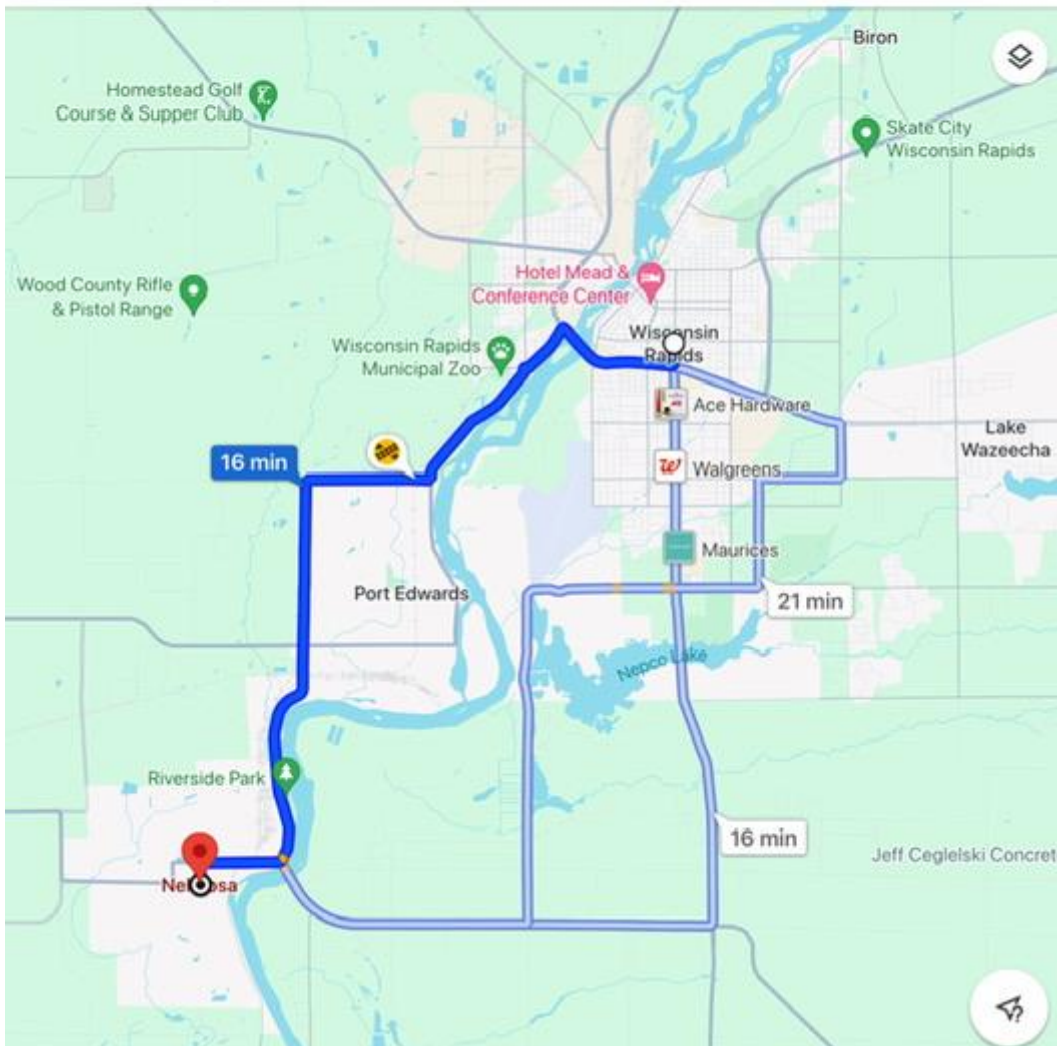 Biron
Homestead Golf
Course & Supper Club
Skate City
Wisconsin Rapids
Hotel Mead &
Conference Center
Wood County Rifle
& Pistol Range
Wisconsin
Rapids
Wisconsin Rapids
Municipal Zoo
Ace Hardware
Lake
Wazeecha
16 min
Walgreens
Maurices
Port Edwards
21 min
Nepco Lake
Riverside Park
16 min
Jeff Ceglelski Concret
?